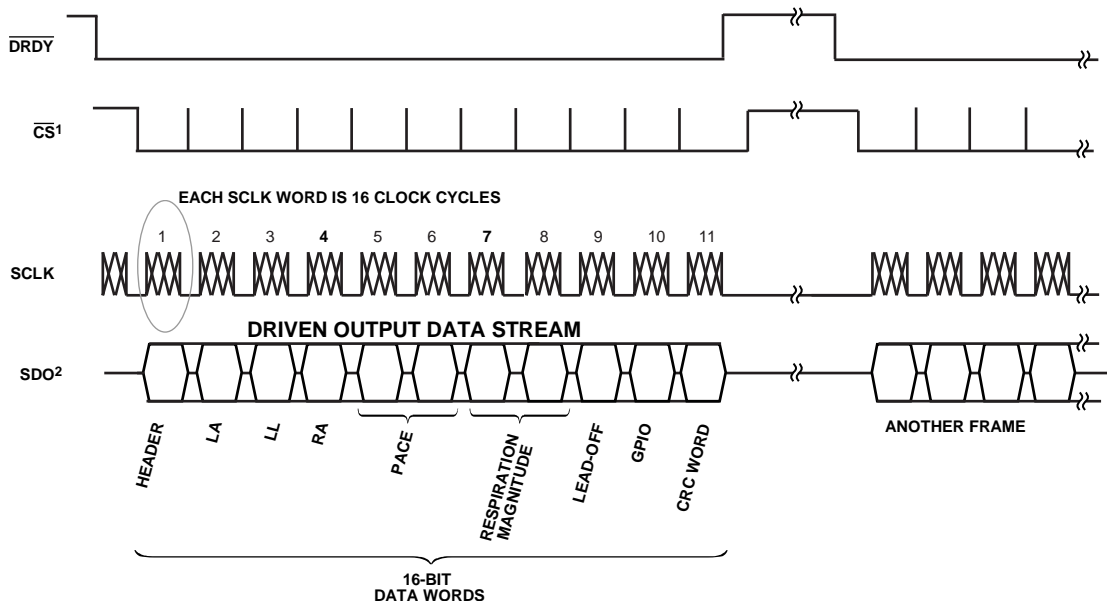 DRDY
CS1
EACH SCLK WORD IS 16 CLOCK CYCLES
1 2 3 4 5 6 7 8 9 10 11
SCLK
DRIVEN OUTPUT DATA STREAM
SDO2
HEADER
LA
LL
RA
PACE
RESPIRATION
MAGNITUDE
LEAD-OFF
GPIO
CRC WORD
ANOTHER FRAME
16-BIT
DATA WORDS